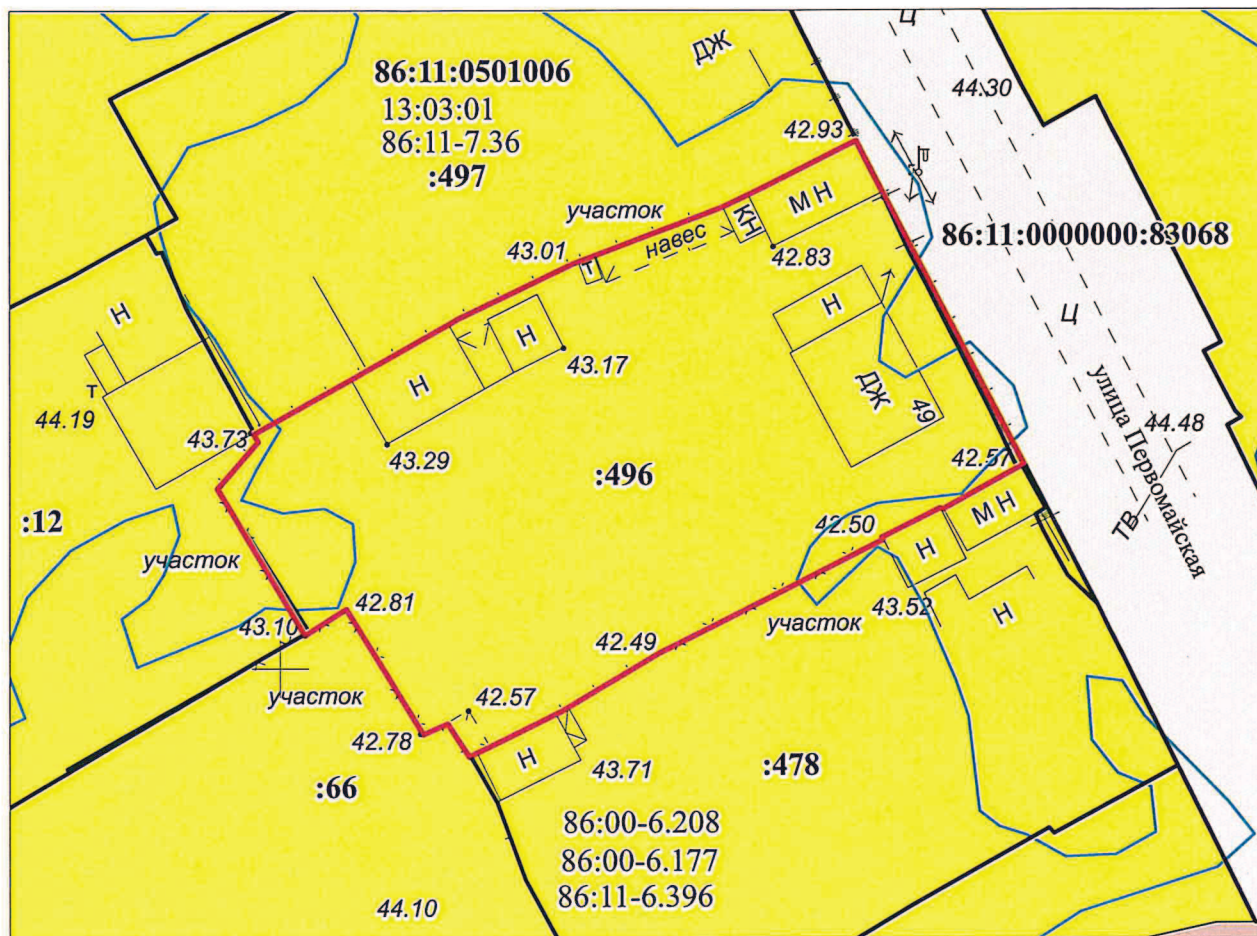 Ц
ДЖ
86:11:0501006
13:03:01
86:11-7.36
:497
44.30
42.93
участок
КН
М Н
навес
43.01
т
42.83
86:11:0000000:83068
Н
Н
Н
Ц
43.17
Н
ДЖ
49
улица Первомайская
т
44.19
43.73
43.29
44.48
42.57
:496
:12
42.50
М Н
ТВ
участок
Н
42.81
43.52
Н
43.10
участок
42.49
участок
42.57
42.78
Н
43.71
:478
:66
86:00-6.208
86:00-6.177
86:11-6.396
44.10